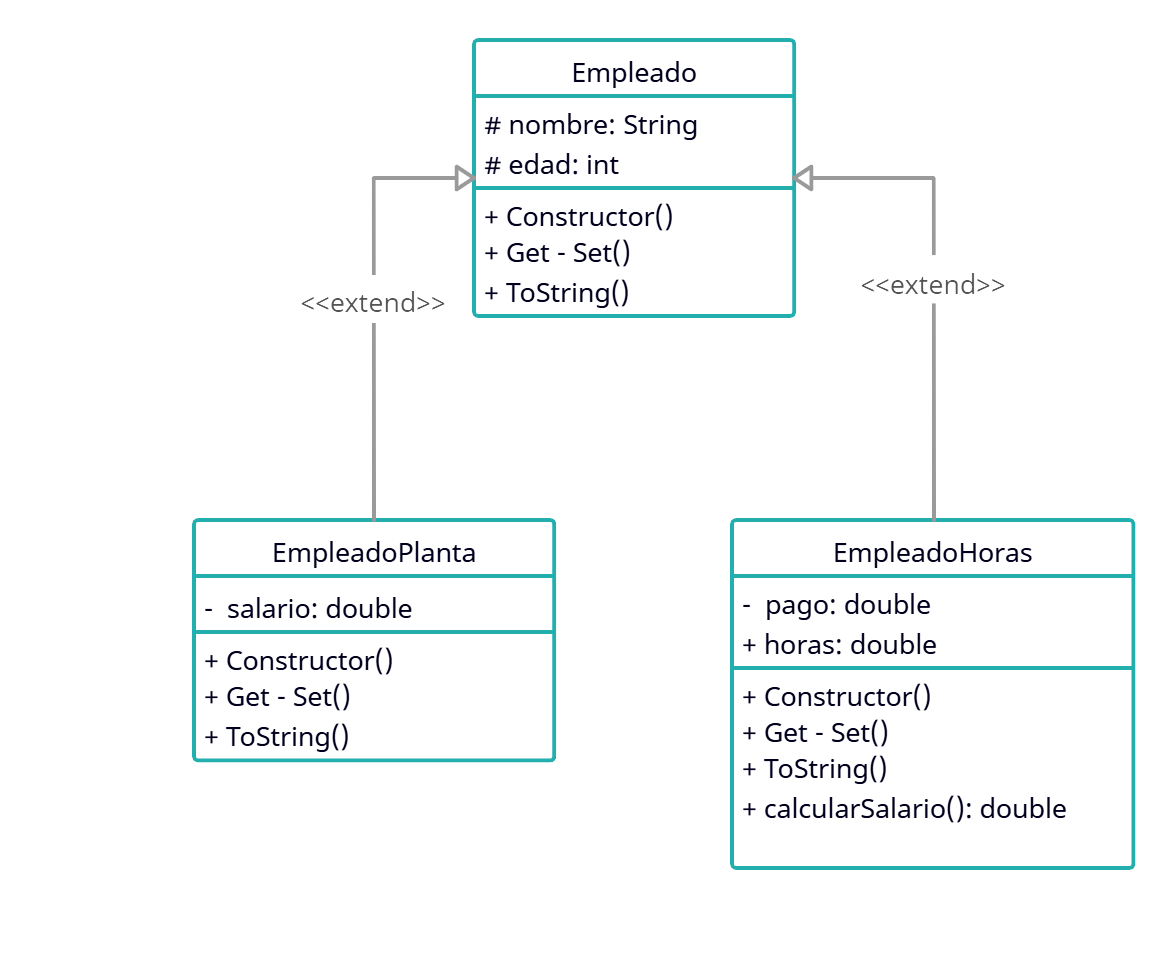 Empleado
# nombre: String
# edad: int
+ Constructor()
+ Get - Set()
+ ToString()
<<extend>>
<<extend>>
EmpleadoPlanta
- salario: double
+ Constructor()
+ Get - Set()
+ ToString()
EmpleadoHoras
- pago: double
+ horas: double
+ Constructor()
+ Get - Set()
+ ToString()
+ calcularSalario(): double